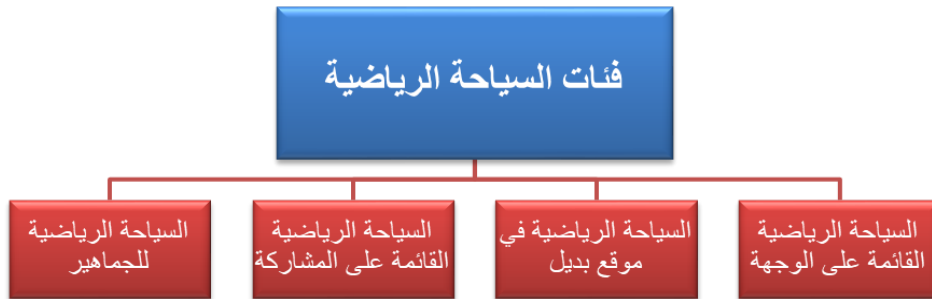 فئات السياحة الرياضية
السياحة الرياضية
القائمة على الوجهة
السياحة الرياضية في
موقع بديل
السياحة الرياضية
القائمة على المشاركة
السياحة الرياضية
للجماهير